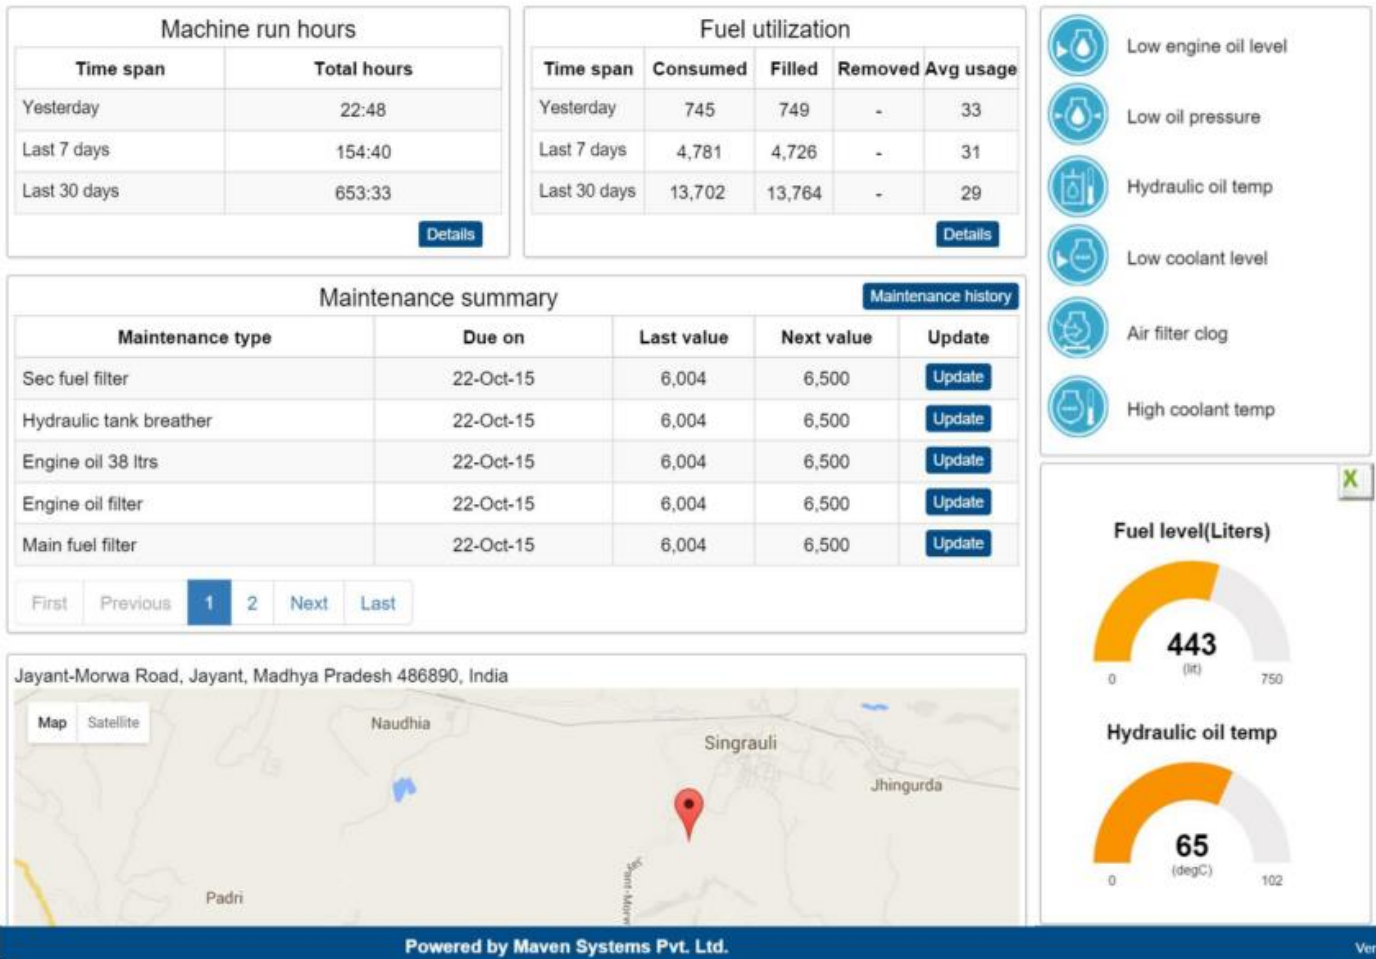 Machine run hours
Time span Total hours
Yesterday 22:48
Last 7 days 154:40
Last 30 days 653:33
Details
Fuel utilization
Time span Consumed Filled Removed Avg usage
Yesterday 745 749 - 33
Last 7 days 4,781 4,726 - 31
Last 30 days 13,702 13,764 - 29
Details
Low engine oil level
Low oil pressure
Hydraulic oil temp
Low coolant level
Air filter clog
High coolant temp
Maintenance summary Maintenance history
Maintenance type Due on Last value Next value Update
Sec fuel filter 22-Oct-15 6,004 6,500 Update
Hydraulic tank breather 22-Oct-15 6,004 6,500 Update
Engine oil 38 ltrs 22-Oct-15 6,004 6,500 Update
Engine oil filter 22-Oct-15 6,004 6,500 Update
Main fuel filter 22-Oct-15 6,004 6,500 Update
First Previous 1 2 Next Last
X
Fuel level(Liters)
443
(lit)
0 750
Hydraulic oil temp
65
(degC)
0 102
Jayant-Morwa Road, Jayant, Madhya Pradesh 486890, India
Map Satellite
Naudhia
Singrauli
Jhingurda
Padri
Powered by Maven Systems Pvt. Ltd.
Ver